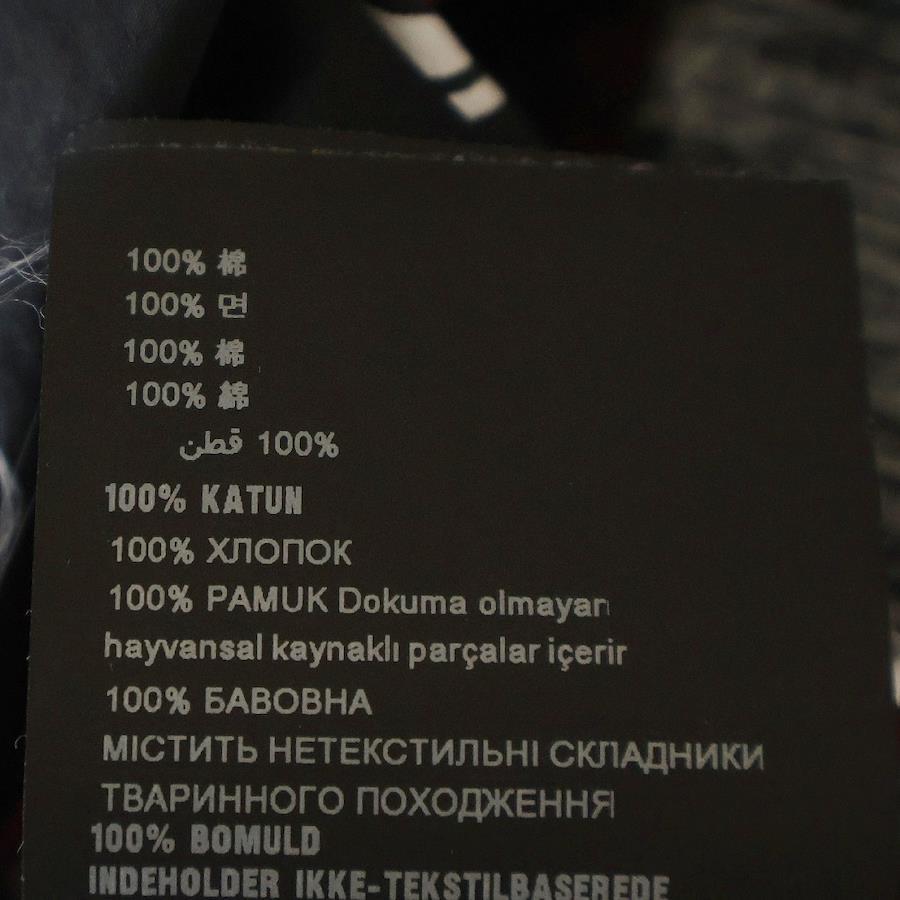 100% 棉
100% 면
100% 棉
100% 綿
100% قطن
100% KATUN
100% ХЛОПОК
100% PAMUK Dokuma olmayan
hayvansal kaynaklı parçalar içerir
100% БАВОВНА
МІСТИТЬ НЕТЕКСТИЛЬНІ СКЛАДНИКИ
ТВАРИННОГО ПОХОДЖЕННЯ
100% BOMULD
INDEHOLDER IKKE-TEKSTILBASEREDE